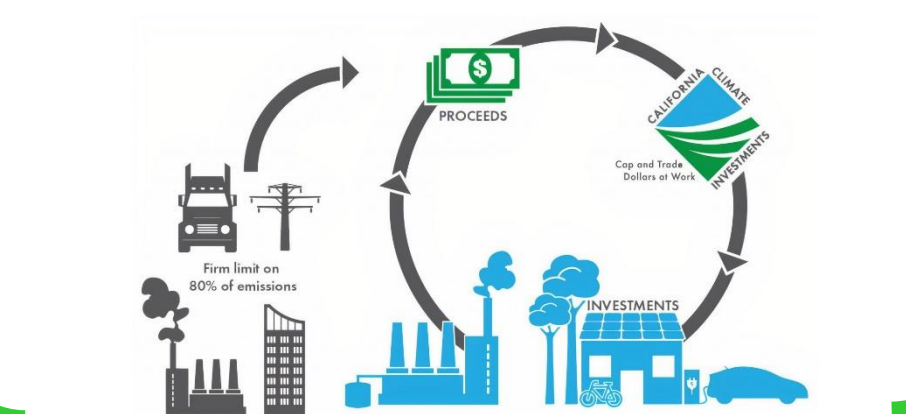 $
PROCEEDS
CALIFORNIA
CLIMATE
INVESTMENTS
Cap and Trade
Dollars at Work
Firm limit on
80% of emissions
INVESTMENTS